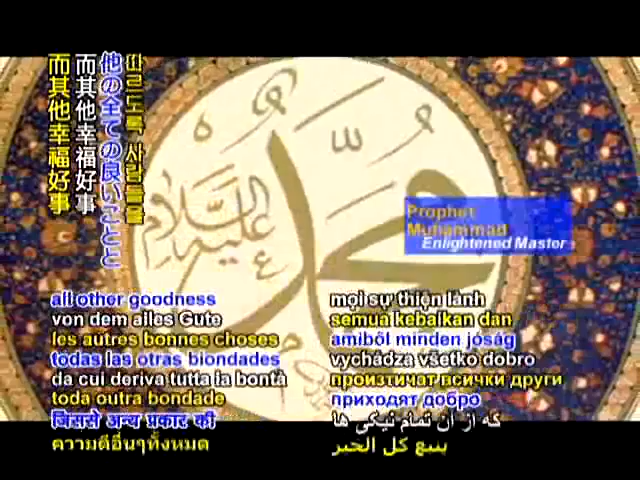 따르도록 사람들을
他の全ての良いことと
而其他幸福好事
而其他幸福好事
محمد
عليه السلام
Prophet
Muhammad
Enlightened Master
all other goodness
von dem alles Gute
les autres bonnes choses
todas las otras biondades
da cui deriva tutta la bontà
toda outra bondade
जिससे अन्य प्रकार की
ความดีอื่นๆทั้งหมด
mọi sự thiện lành
semua kebaikan dan
amiből minden jóság
vychádza všetko dobro
произтичат всички други
приходят добро
که از آن تمام نیکی ها
ينبع كل الخير